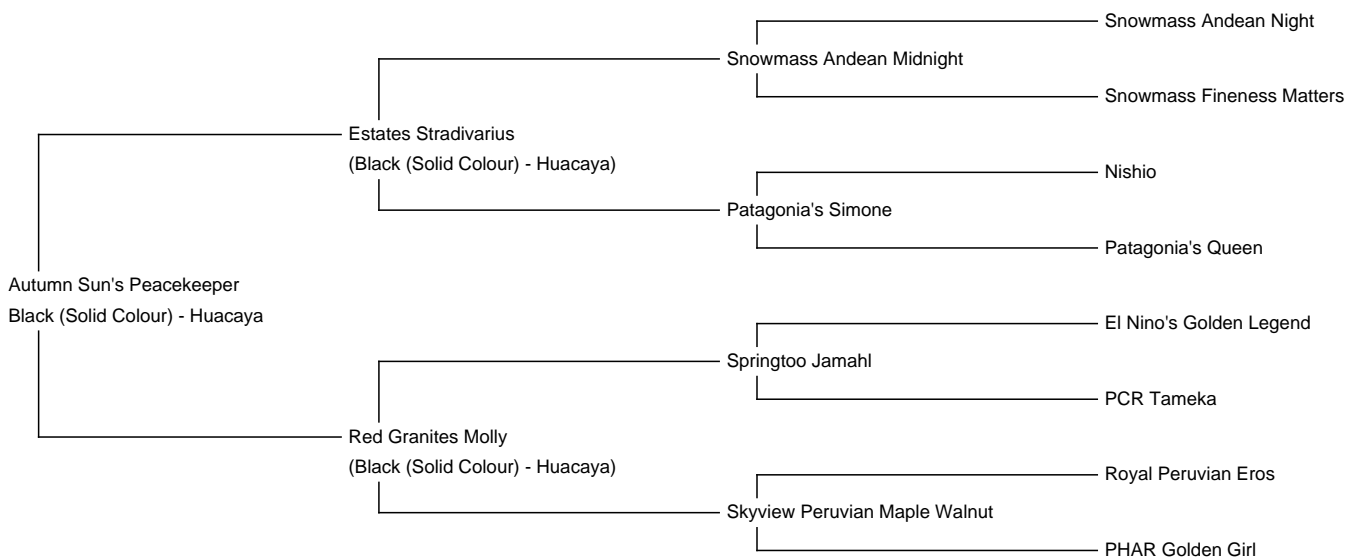 Snowmass Andean Night
Snowmass Andean Midnight
Snowmass Fineness Matters
Estates Stradivarius
(Black (Solid Colour) - Huacaya)
Nishio
Patagonia's Simone
Patagonia's Queen
Autumn Sun's Peacekeeper
Black (Solid Colour) - Huacaya
El Nino's Golden Legend
Springtoo Jamahl
PCR Tameka
Red Granites Molly
(Black (Solid Colour) - Huacaya)
Royal Peruvian Eros
Skyview Peruvian Maple Walnut
PHAR Golden Girl